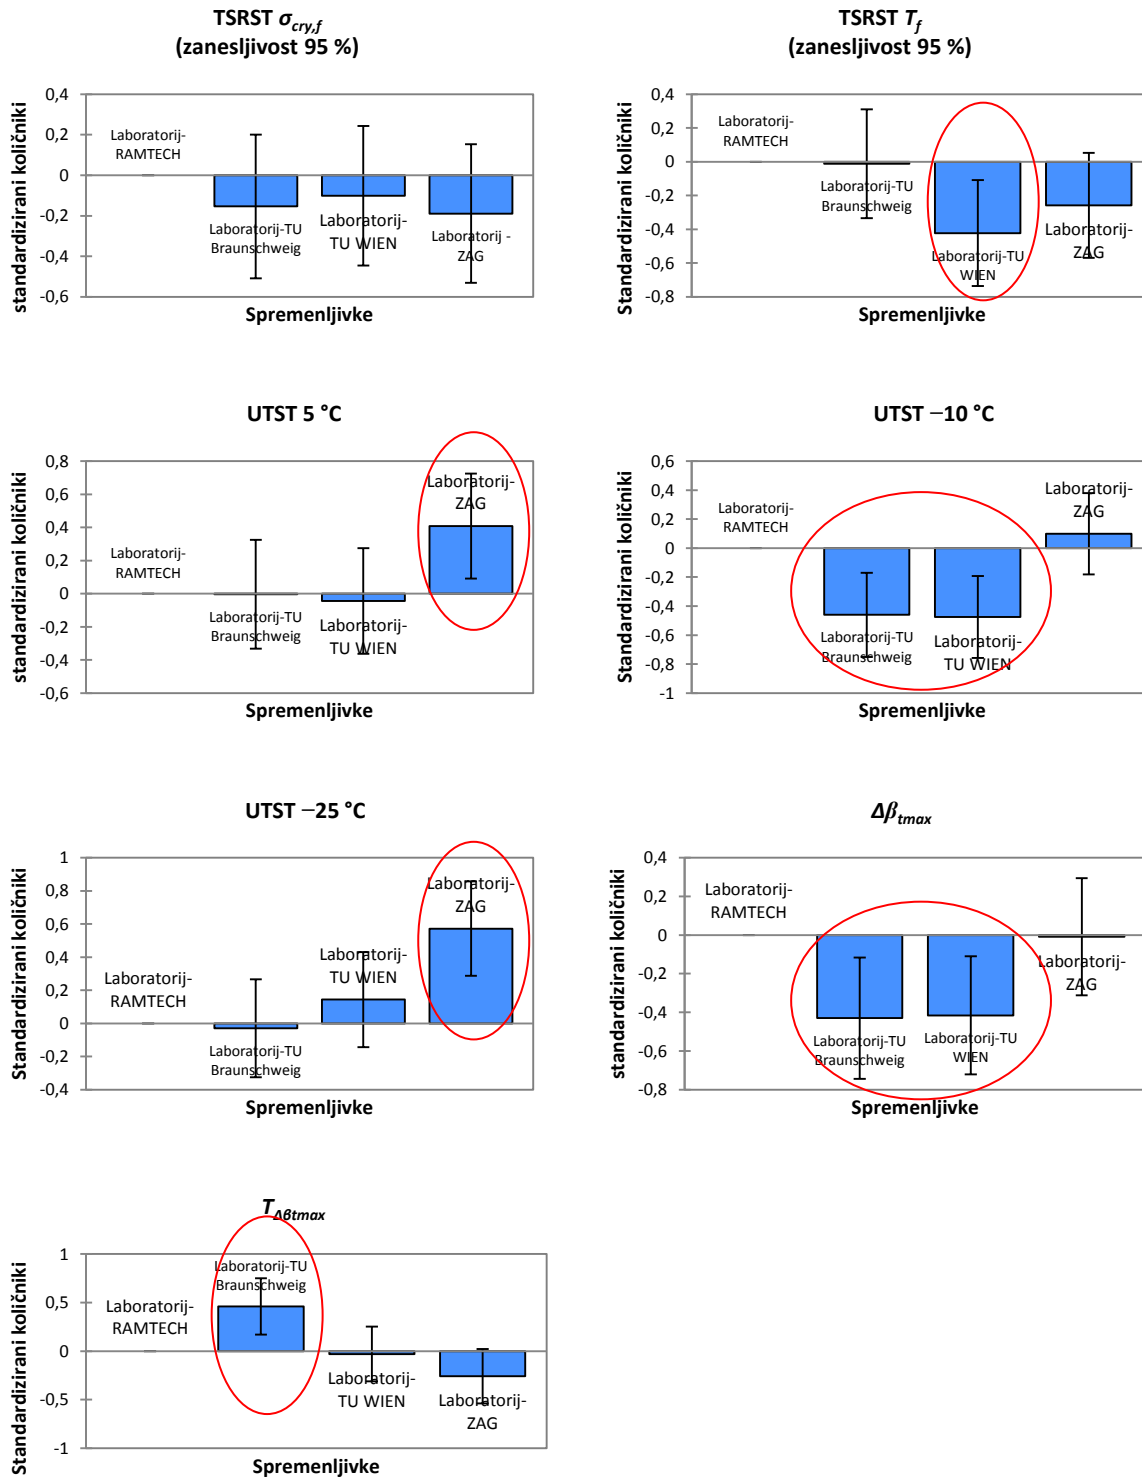 TSRST σcry,f
(zanesljivost 95 %)
standardizirani količniki
0,4
0,2
0
-0,2
-0,4
-0,6
Laboratorij-
RAMTECH
Laboratorij-TU
Braunschweig
Laboratorij-
TU WIEN
Laboratorij -
ZAG
Spremenljivke
TSRST Tf
(zanesljivost 95 %)
Standardizirani količniki
0,4
0,2
0
-0,2
-0,4
-0,6
-0,8
Laboratorij-
RAMTECH
Laboratorij-TU
Braunschweig
Laboratorij-TU
WIEN
Laboratorij-
ZAG
Spremenljivke
UTST 5 °C
standardizirani količniki
0,8
0,6
0,4
0,2
0
-0,2
-0,4
-0,6
Laboratorij-
RAMTECH
Laboratorij-TU
Braunschweig
Laboratorij-
TU WIEN
Laboratorij-
ZAG
Spremenljivke
UTST −10 °C
Standardizirani količniki
0,6
0,4
0,2
0
-0,2
-0,4
-0,6
-0,8
-1
Laboratorij-
RAMTECH
Laboratorij-TU
Braunschweig
Laboratorij-
TU WIEN
Laboratorij-
ZAG
Spremenljivke
UTST −25 °C
Standardizirani količniki
1
0,8
0,6
0,4
0,2
0
-0,2
-0,4
Laboratorij-
RAMTECH
Laboratorij-TU
Braunschweig
Laboratorij-
TU WIEN
Laboratorij-
ZAG
Spremenljivke
Δβtmax
standardizirani količniki
0,4
0,2
0
-0,2
-0,4
-0,6
-0,8
Laboratorij-
RAMTECH
Laboratorij-TU
Braunschweig
Laboratorij-TU
WIEN
Laboratorij-
ZAG
Spremenljivke
TΔβtmax
Standardizirani količniki
1
0,5
0
-0,5
-1
Laboratorij-
RAMTECH
Laboratorij-TU
Braunschweig
Laboratorij-
TU WIEN
Laboratorij-
ZAG
Spremenljivke